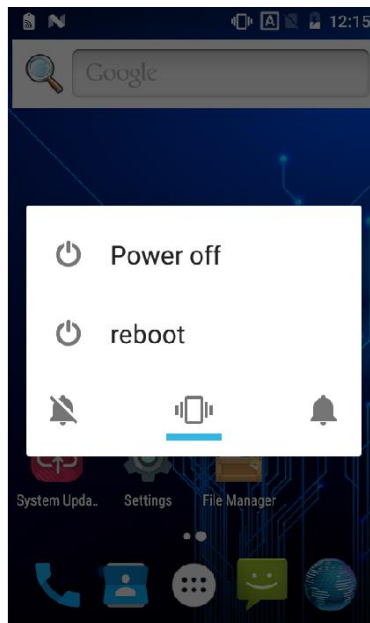 A 12:15
Google
Power off
reboot
System Upda..
Settings
File Manager